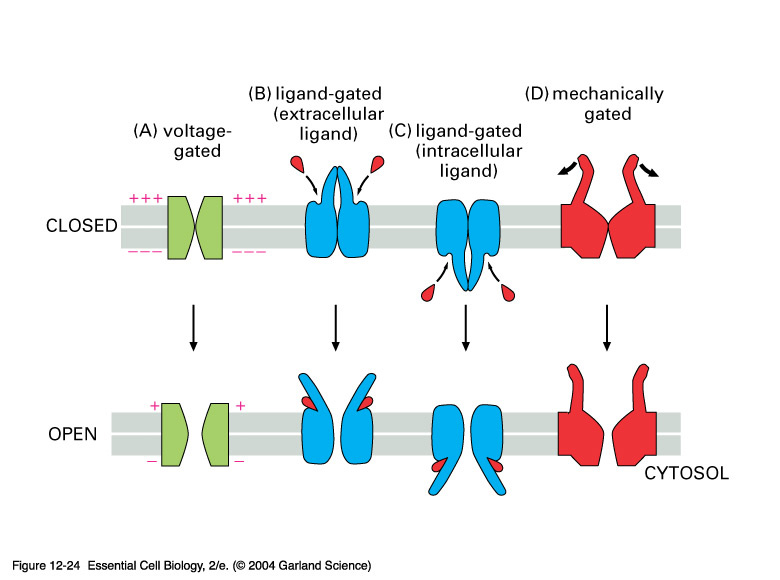 (B) ligand-gated
(extracellular
ligand)
(D) mechanically
gated
(A) voltage-
gated
(C) ligand-gated
(intracellular
ligand)
+++ +++
CLOSED
––– –––
+ +
OPEN
– –
CYTOSOL
Figure 12-24 Essential Cell Biology, 2/e. (© 2004 Garland Science)